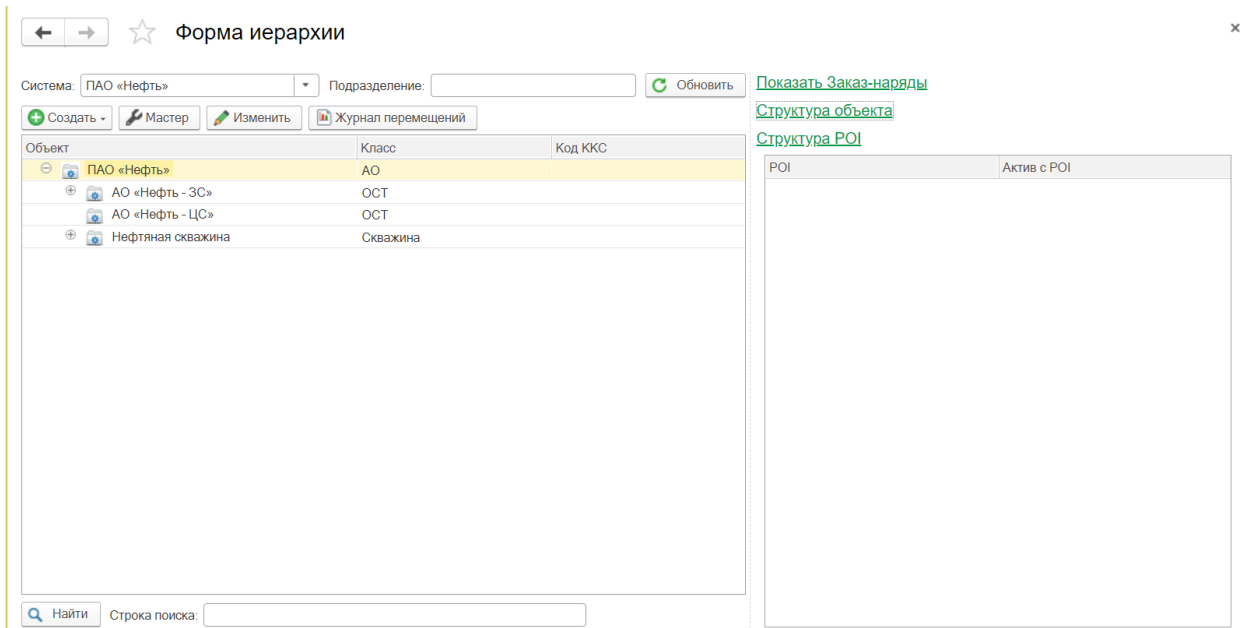 Форма иерархии
Система: ПАО «Нефть» Подразделение: Обновить
Создать Мастер Изменить Журнал перемещений
Объект Класс Код ККС
ПАО «Нефть» АО
АО «Нефть - ЗС» ОСТ
АО «Нефть - ЦС» ОСТ
Нефтяная скважина Скважина
Найти Строка поиска:
Показать Заказ-наряды
Структура объекта
Структура POI
POI Актив с POI